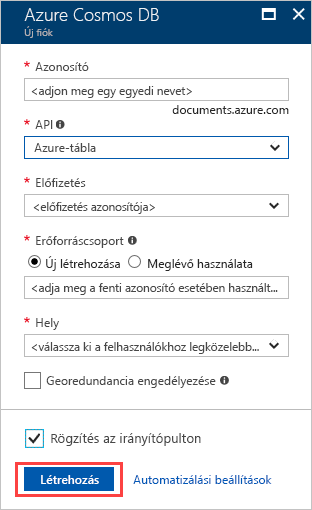 Azure Cosmos DB
Új fiók
* Azonosító
<adjon meg egy egyedi nevet>
documents.azure.com
* API
Azure-tábla
* Előfizetés
<előfizetés azonosítója>
* Erőforráscsoport
Új létrehozása Meglévő használata
<adja meg a fenti azonosító esetében használt...
* Hely
<válassza ki a felhasználókhoz legközelebb...
Georedundancia engedélyezése
Rögzítés az irányítópulton
Létrehozás Automatizálási beállítások